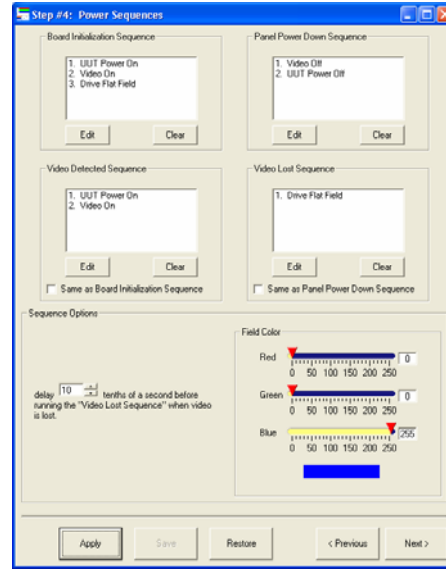 Step #4: Power Sequences
Board Initialization Sequence
1. UUT Power On
2. Video On
3. Drive Flat Field
Edit
Clear
Panel Power Down Sequence
1. Video Off
2. UUT Power Off
Edit
Clear
Video Detected Sequence
1. UUT Power On
2. Video On
Edit
Clear
Same as Board Initialization Sequence
Video Lost Sequence
1. Drive Flat Field
Edit
Clear
Same as Panel Power Down Sequence
Sequence Options
delay 10 tenths of a second before
running the "Video Lost Sequence" when video
is lost.
Field Color
Red 0
0 50 100 150 200 250
Green 0
0 50 100 150 200 250
Blue 255
0 50 100 150 200 250
Apply
Save
Restore
< Previous
Next >